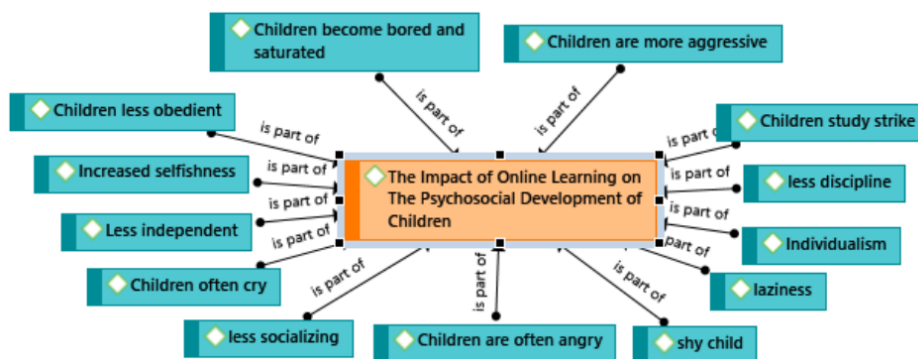 Children become bored and
saturated
Children are more aggressive
Children less obedient
is part of
is part of
is part of
Children study strike
is part of
Increased selfishness
is part of
The Impact of Online Learning on
The Psychosocial Development of
Children
is part of
less discipline
is part of
is part of
Less independent
is part of
Individualism
part of
Children often cry
is part of
is part of
is part of
laziness
less socializing
Children are often angry
shy child